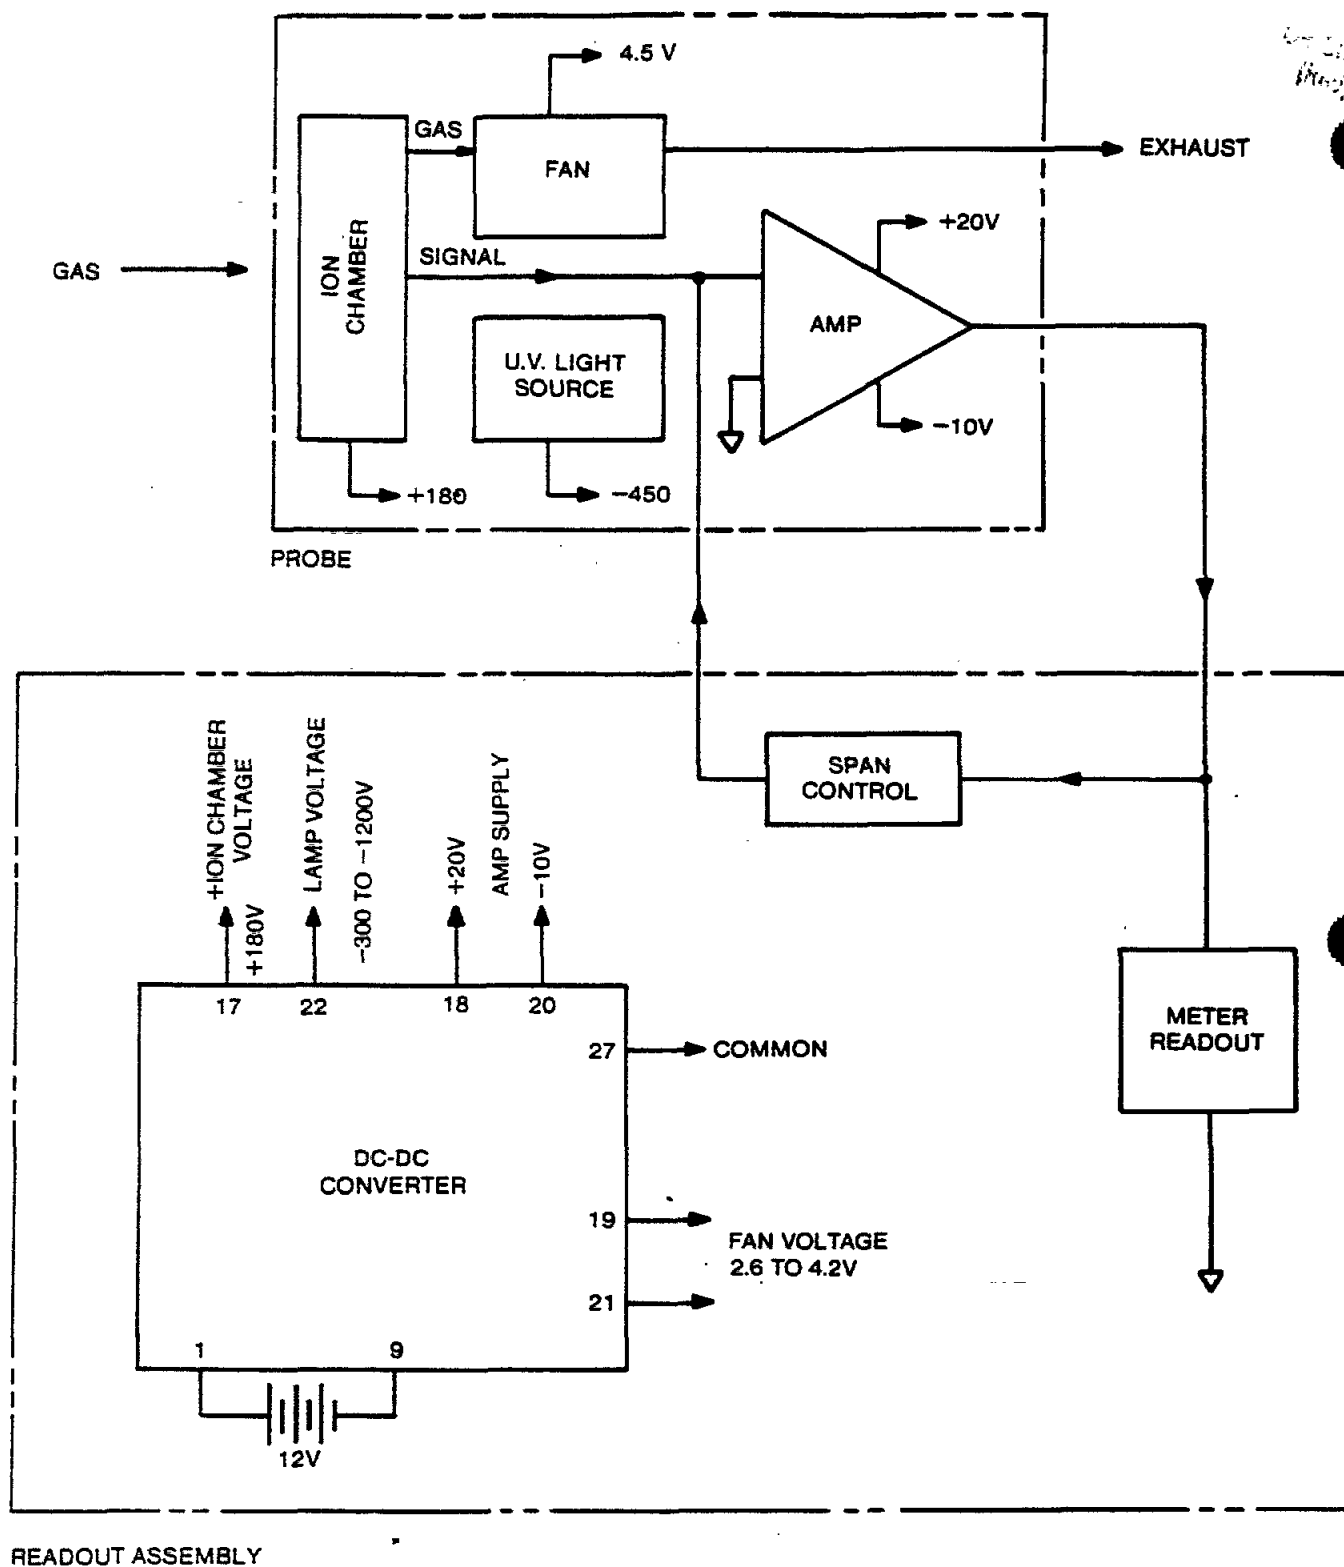 4.5 V
GAS
FAN
EXHAUST
ION
CHAMBER
+20V
GAS
SIGNAL
AMP
U.V. LIGHT
SOURCE
-10V
+180
-450
PROBE
+ION CHAMBER
VOLTAGE
+180V
LAMP VOLTAGE
-300 TO -1200V
+20V
AMP SUPPLY
-10V
SPAN
CONTROL
17
22
18
20
27
COMMON
METER
READOUT
DC-DC
CONVERTER
19
FAN VOLTAGE
2.6 TO 4.2V
21
1
9
12V
READOUT ASSEMBLY